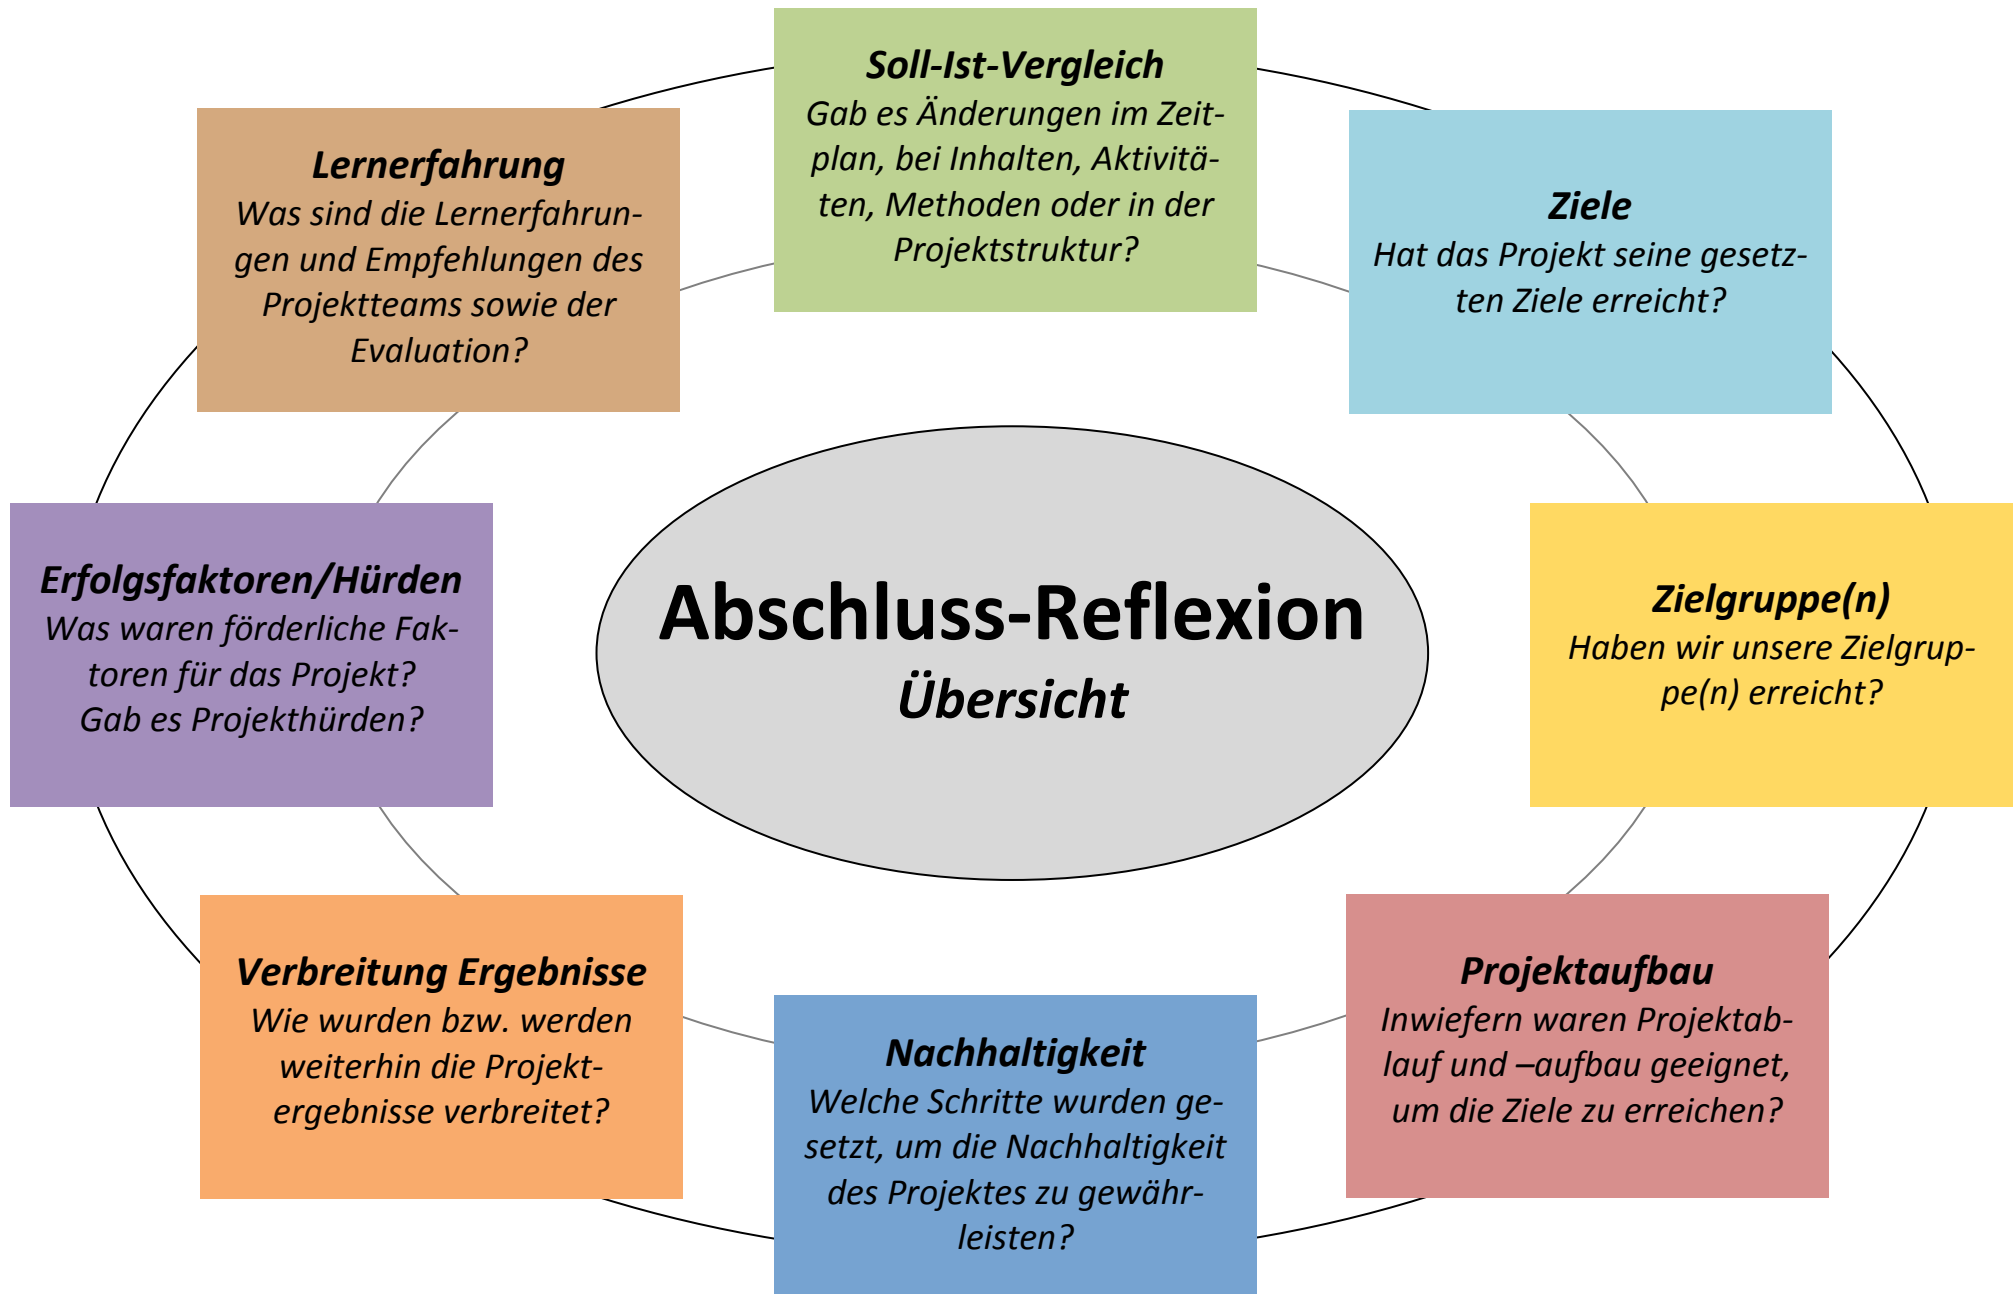 Soll-Ist-Vergleich
Gab es Änderungen im Zeit-
plan, bei Inhalten, Aktivitä-
ten, Methoden oder in der
Projektstruktur?
Ziele
Hat das Projekt seine gesetz-
ten Ziele erreicht?
Zielgruppe(n)
Haben wir unsere Zielgrup-
pe(n) erreicht?
Projektaufbau
Inwiefern waren Projektab-
lauf und –aufbau geeignet,
um die Ziele zu erreichen?
Nachhaltigkeit
Welche Schritte wurden ge-
setzt, um die Nachhaltigkeit
des Projektes zu gewähr-
leisten?
Verbreitung Ergebnisse
Wie wurden bzw. werden
weiterhin die Projekt-
ergebnisse verbreitet?
Erfolgsfaktoren/Hürden
Was waren förderliche Fak-
toren für das Projekt?
Gab es Projekthürden?
Lernerfahrung
Was sind die Lernerfahrun-
gen und Empfehlungen des
Projektteams sowie der
Evaluation?
Abschluss-Reflexion
Übersicht